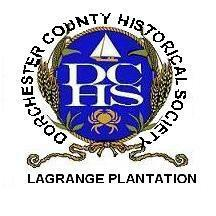 DORCHESTER COUNTY HISTORICAL SOCIETY
DC
HS
LAGRANGE PLANTATION